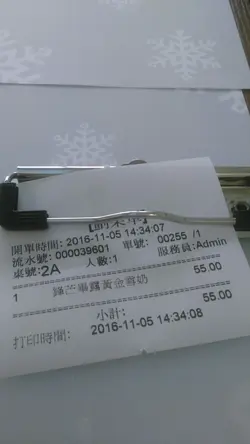 開單時間: 2016-11-05 14:34:07
流水號: 000039601 單號: 00255 /1
桌號:2A 人數:1 服務員:Admin
1 55.00
小計: 55.00
打印時間: 2016-11-05 14:34:08